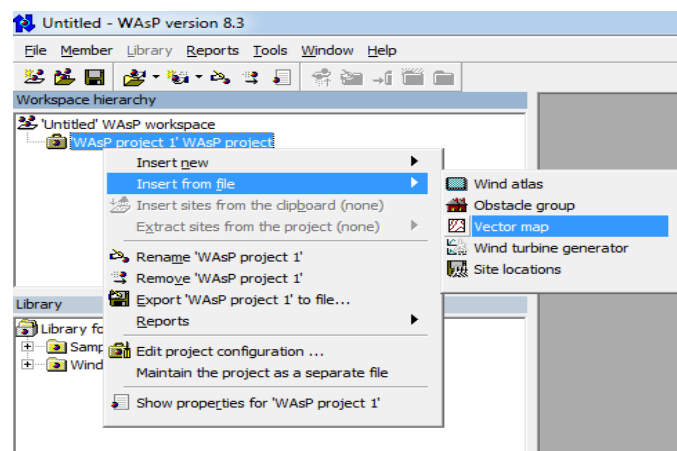 Untitled - WAsP version 8.3
File Member Library Reports Tools Window Help
Workspace hierarchy
'Untitled' WAsP workspace
'WAsP project 1' WAsP project
Insert new
Insert from file
Insert sites from the clipboard (none)
Extract sites from the project (none)
Rename 'WAsP project 1'
Remove 'WAsP project 1'
Export 'WAsP project 1' to file...
Reports
Edit project configuration ...
Maintain the project as a separate file
Show properties for 'WAsP project 1'
Wind atlas
Obstacle group
Vector map
Wind turbine generator
Site locations
Library
Library fo
Samp
Wind